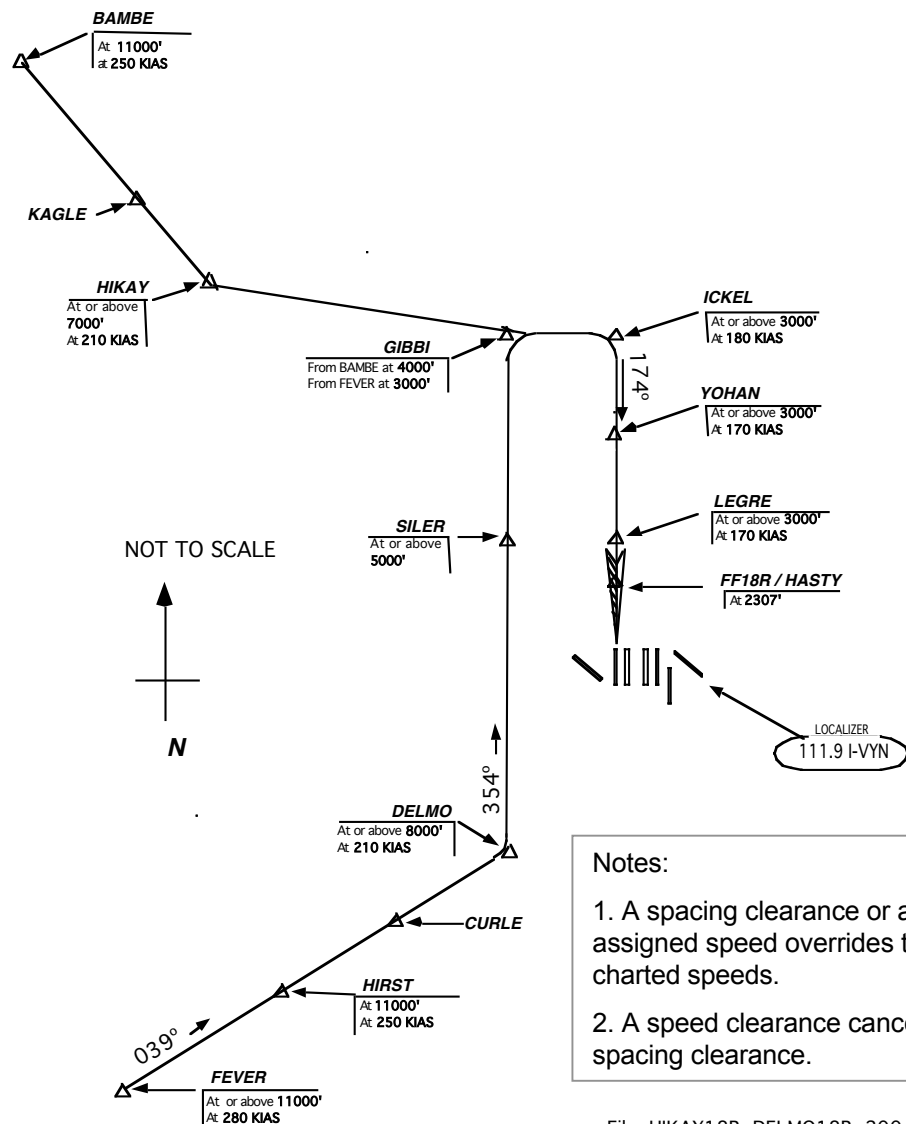 BAMBE
At 11000'
at 250 KIAS
KAGLE
HIKAY
At or above
7000'
At 210 KIAS
GIBBI
From BAMBE at 4000'
From FEVER at 3000'
ICKEL
At or above 3000'
At 180 KIAS
174º
YOHAN
At or above 3000'
At 170 KIAS
SILER
At or above
5000'
LEGRE
At or above 3000'
At 170 KIAS
FF18R / HASTY
At 2307'
NOT TO SCALE
N
LOCALIZER
111.9 I-VYN
354º
DELMO
At or above 8000'
At 210 KIAS
CURLE
HIRST
At 11000'
At 250 KIAS
039º
FEVER
At or above 11000'
At 280 KIAS
Notes:
1. A spacing clearance or a
assigned speed overrides t
charted speeds.
2. A speed clearance cance
spacing clearance.